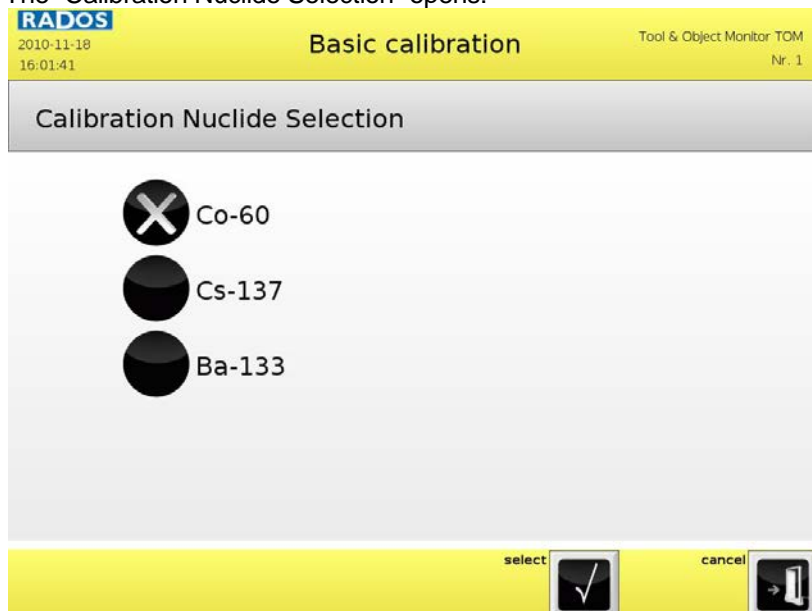 The "Calibration Nuclide Selection" opens.
RADOS
2010-11-18
16:01:41
Basic calibration
Tool & Object Monitor TOM
Nr. 1
Calibration Nuclide Selection
Co-60
Cs-137
Ba-133
select
cancel